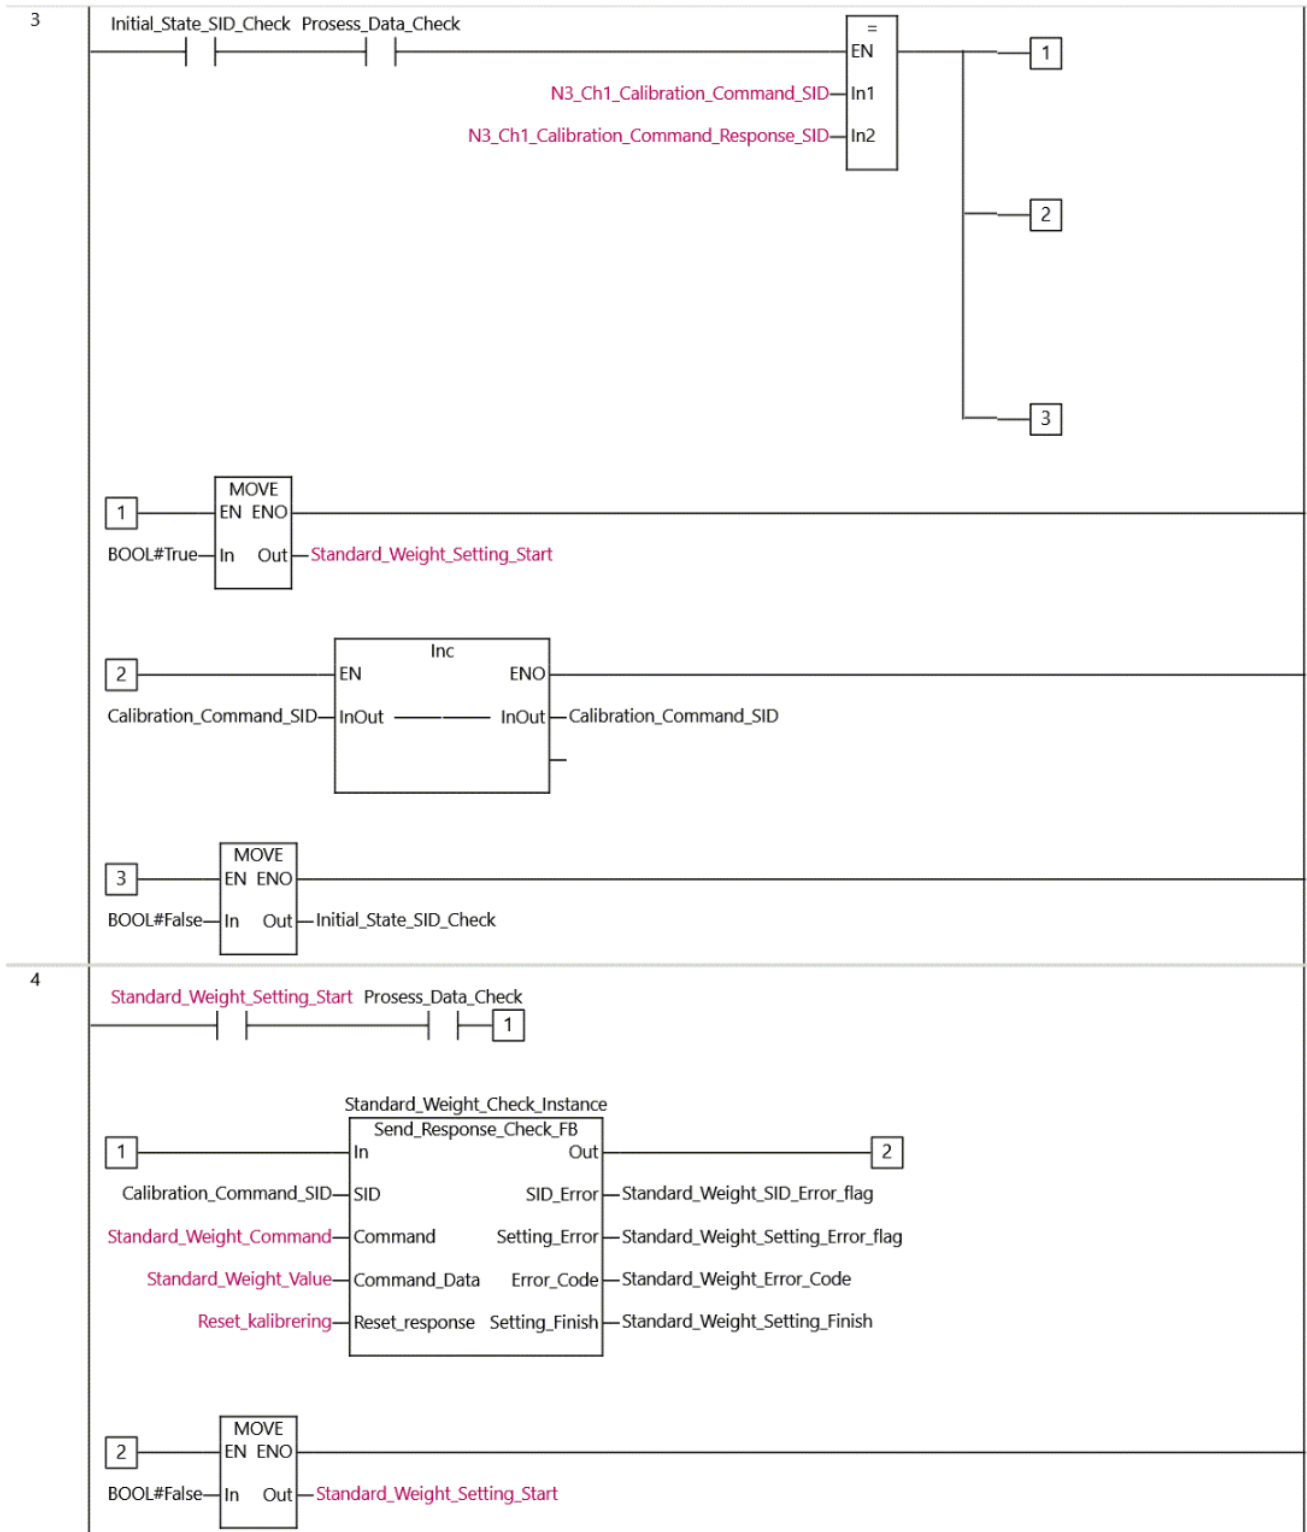 3
Initial_State_SID_Check Prosess_Data_Check
=
EN
1
N3_Ch1_Calibration_Command_SID In1
N3_Ch1_Calibration_Command_Response_SID In2
2
3
MOVE
1 EN ENO
BOOL#True In Out Standard_Weight_Setting_Start
Inc
2 EN ENO
Calibration_Command_SID InOut InOut Calibration_Command_SID
MOVE
3 EN ENO
BOOL#False In Out Initial_State_SID_Check
4
Standard_Weight_Setting_Start Prosess_Data_Check
1
Standard_Weight_Check_Instance
Send_Response_Check_FB
1 In Out 2
Calibration_Command_SID SID SID_Error Standard_Weight_SID_Error_flag
Standard_Weight_Command Command Setting_Error Standard_Weight_Setting_Error_flag
Standard_Weight_Value Command_Data Error_Code Standard_Weight_Error_Code
Reset_kalibrering Reset_response Setting_Finish Standard_Weight_Setting_Finish
MOVE
2 EN ENO
BOOL#False In Out Standard_Weight_Setting_Start